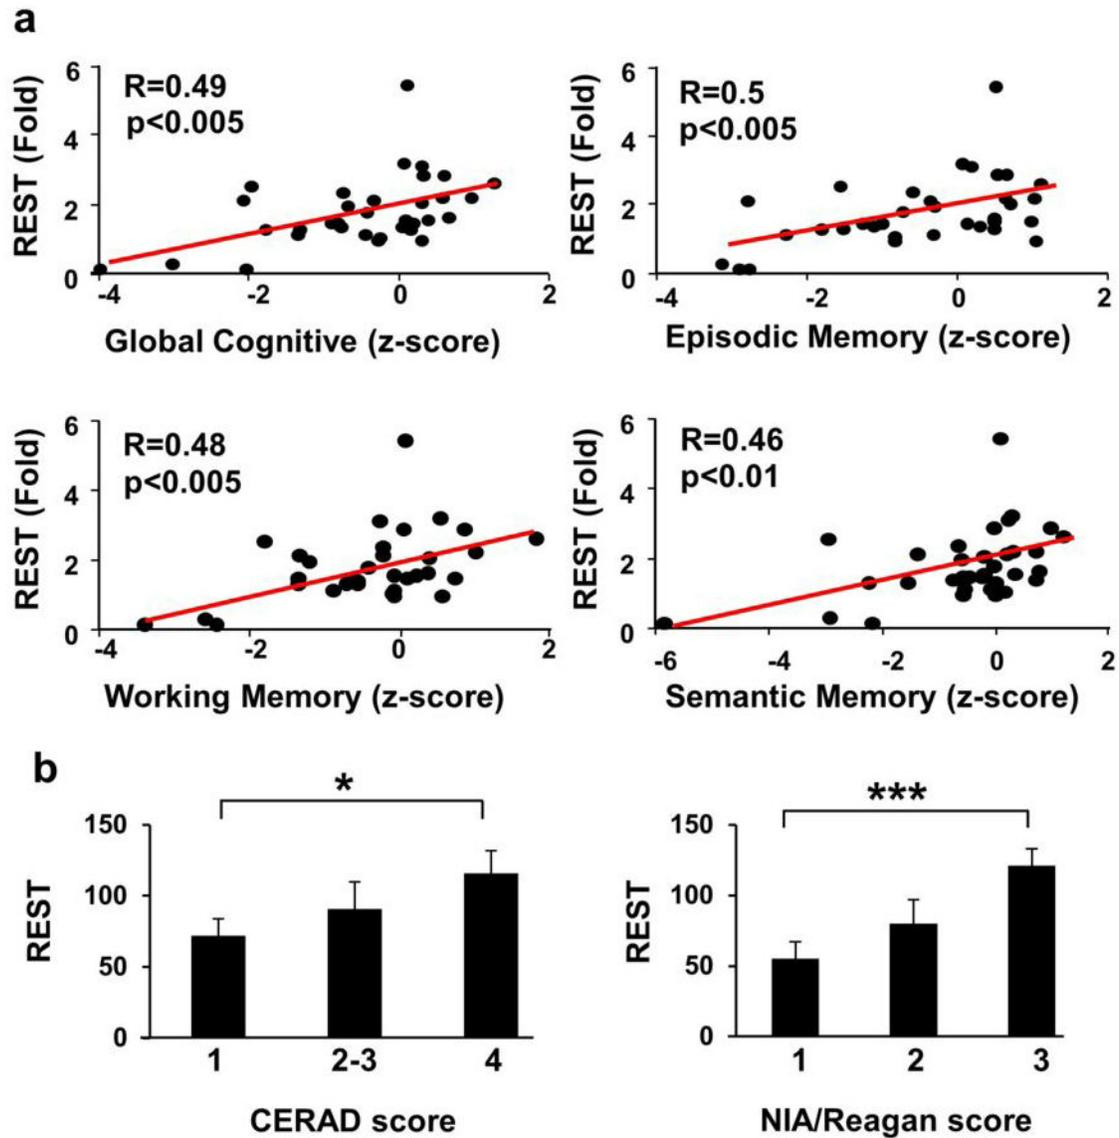 a
R=0.49
p<0.005
REST (Fold)
6
4
2
0
-4
-2
0
2
Global Cognitive (z-score)
R=0.5
p<0.005
REST (Fold)
6
4
2
0
-4
-2
0
2
Episodic Memory (z-score)
R=0.48
p<0.005
REST (Fold)
6
4
2
0
-4
-2
0
2
Working Memory (z-score)
R=0.46
p<0.01
REST (Fold)
6
4
2
0
-6
-4
-2
0
2
Semantic Memory (z-score)
b
*
REST
150
100
50
0
1
2-3
4
CERAD score
***
REST
150
100
50
0
1
2
3
NIA/Reagan score